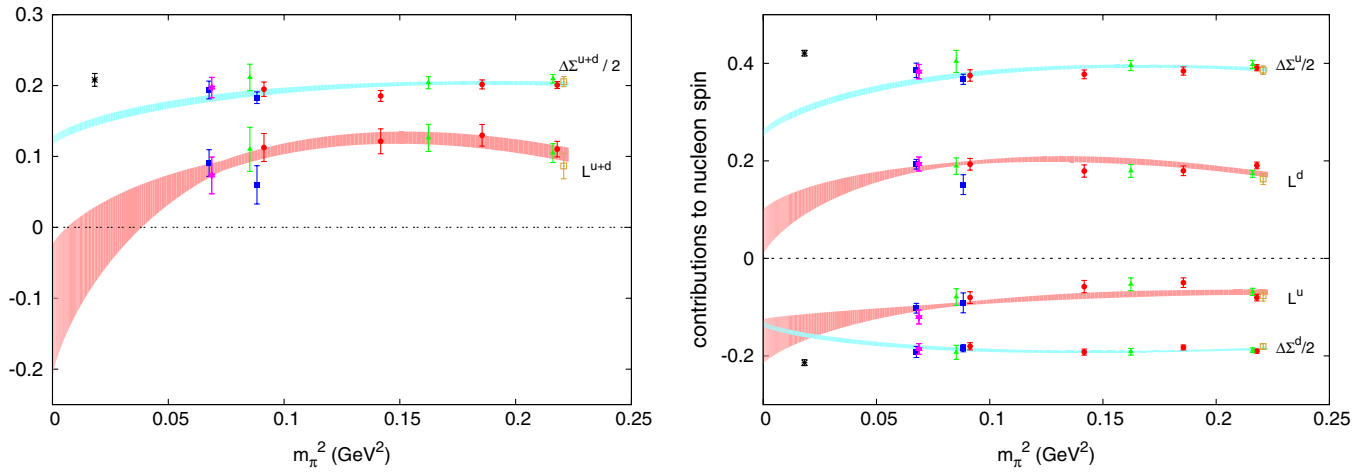 0.3
0.2
0.1
0
-0.1
-0.2
0
0.05
0.1
0.15
0.2
0.25
m_π^2 (GeV^2)
ΔΣ^{u+d}/2
L^{u+d}
contributions to nucleon spin
0.4
0.2
0
-0.2
0
0.05
0.1
0.15
0.2
0.25
m_π^2 (GeV^2)
ΔΣ^u/2
L^d
L^u
ΔΣ^d/2